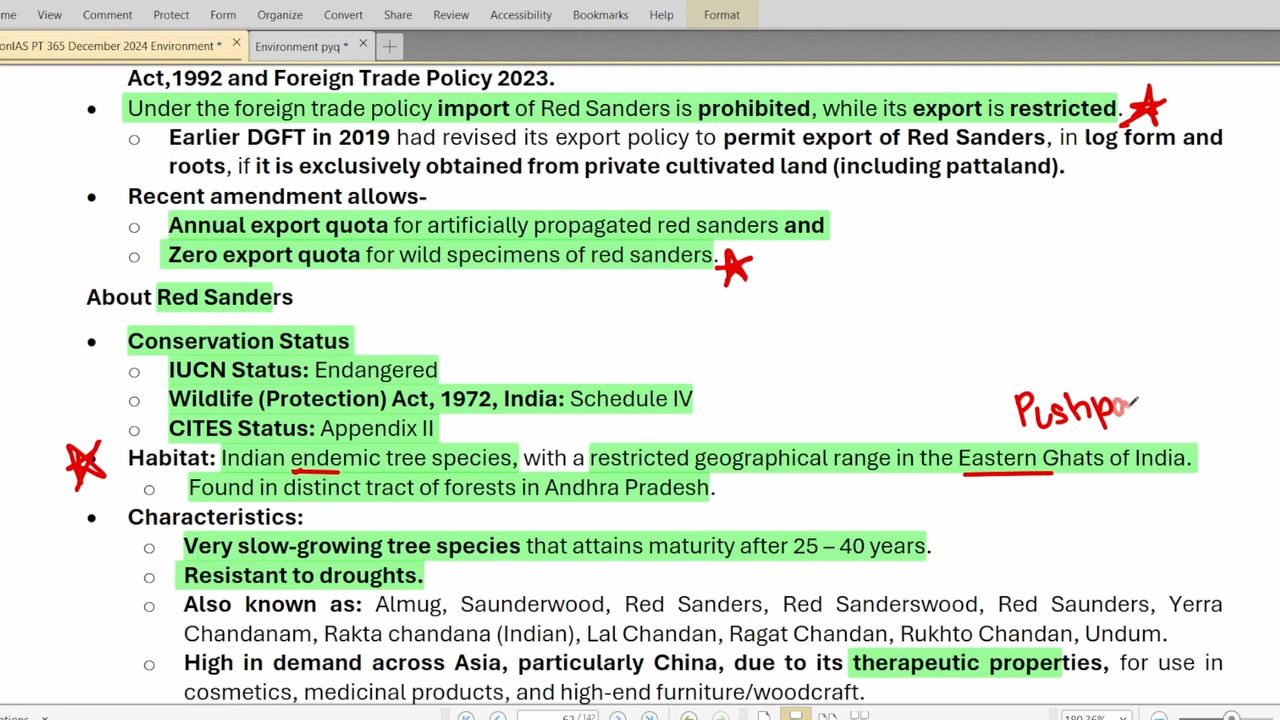 View Comment Protect Form Organize Convert Share Review Accessibility Bookmarks Help Format
onIAS PT 365 December 2024 Environment * × Environment pyq * × +
Act,1992 and Foreign Trade Policy 2023.
• Under the foreign trade policy import of Red Sanders is prohibited, while its export is restricted.
o Earlier DGFT in 2019 had revised its export policy to permit export of Red Sanders, in log form and
roots, if it is exclusively obtained from private cultivated land (including pattaland).
• Recent amendment allows-
o Annual export quota for artificially propagated red sanders and
o Zero export quota for wild specimens of red sanders.
About Red Sanders
• Conservation Status
o IUCN Status: Endangered
o Wildlife (Protection) Act, 1972, India: Schedule IV
o CITES Status: Appendix II
Pushpa
• Habitat: Indian endemic tree species, with a restricted geographical range in the Eastern Ghats of India.
o Found in distinct tract of forests in Andhra Pradesh.
• Characteristics:
o Very slow-growing tree species that attains maturity after 25 – 40 years.
o Resistant to droughts.
o Also known as: Almug, Saunderwood, Red Sanders, Red Sanderswood, Red Saunders, Yerra
Chandanam, Rakta chandana (Indian), Lal Chandan, Ragat Chandan, Rukhto Chandan, Undum.
o High in demand across Asia, particularly China, due to its therapeutic properties, for use in
cosmetics, medicinal products, and high-end furniture/woodcraft.